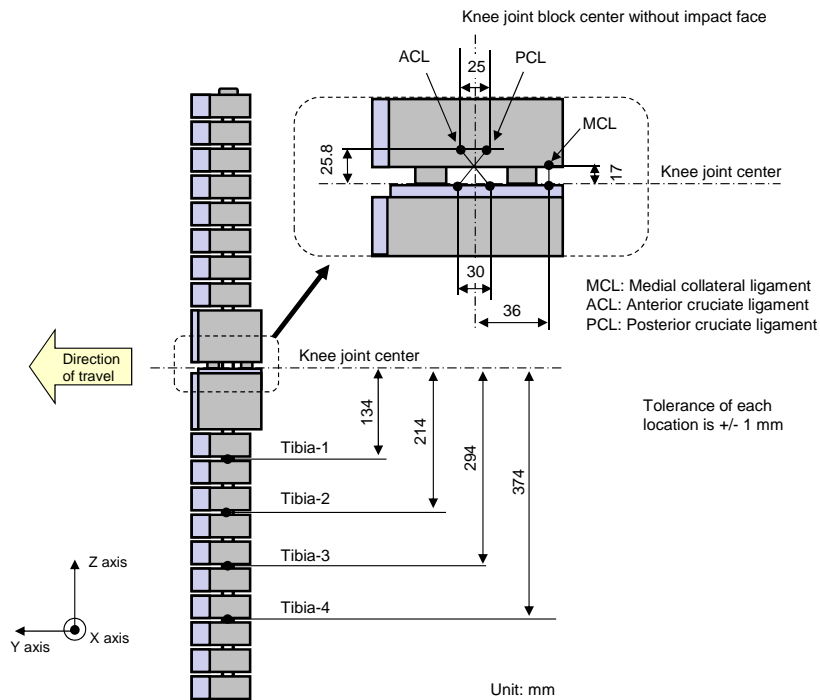 Knee joint block center without impact face
ACL
25
PCL
MCL
25.8
17
Knee joint center
30
36
MCL: Medial collateral ligament
ACL: Anterior cruciate ligament
PCL: Posterior cruciate ligament
Direction
of travel
Knee joint center
134
214
294
374
Tolerance of each
location is +/- 1 mm
Tibia-1
Tibia-2
Tibia-3
Tibia-4
Z axis
Y axis
X axis
Unit: mm